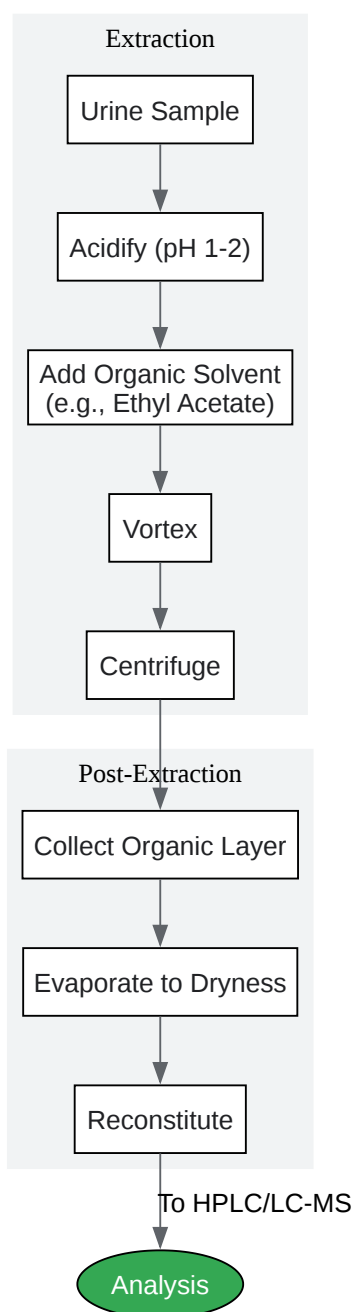 Extraction
Urine Sample
Acidify (pH 1-2)
Add Organic Solvent
(e.g., Ethyl Acetate)
Vortex
Centrifuge
Post-Extraction
Collect Organic Layer
Evaporate to Dryness
Reconstitute
To HPLC/LC-MS
Analysis